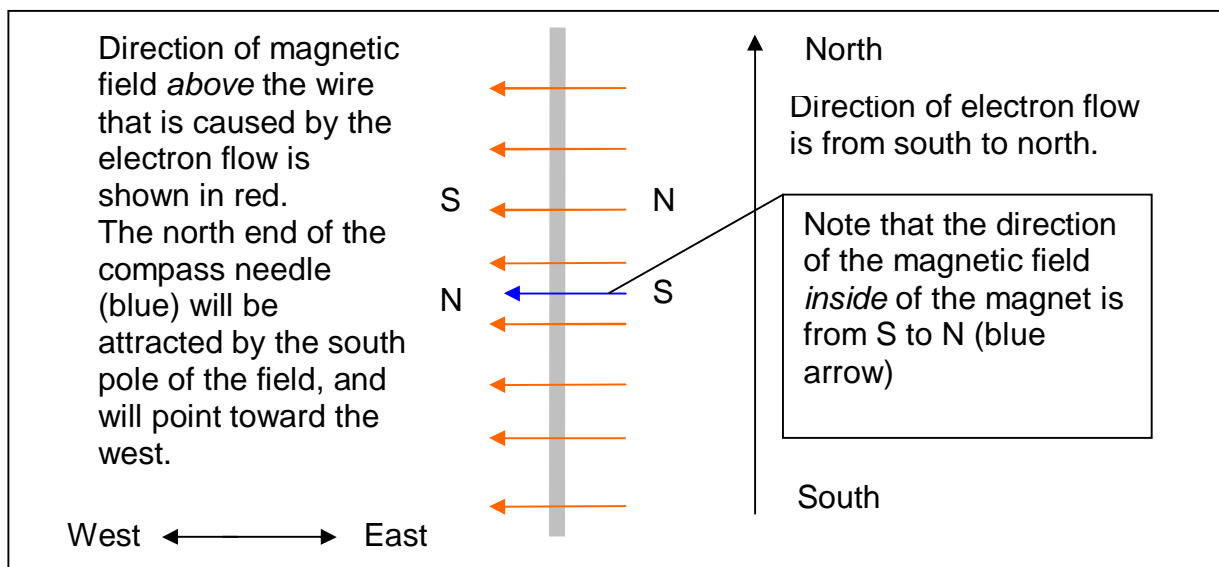 Direction of magnetic
field above the wire
that is caused by the
electron flow is
shown in red.
The north end of the
compass needle
(blue) will be
attracted by the south
pole of the field, and
will point toward the
west.
West
East
S
N
N
S
North
Direction of electron flow
is from south to north.
Note that the direction
of the magnetic field
inside of the magnet is
from S to N (blue
arrow)
South